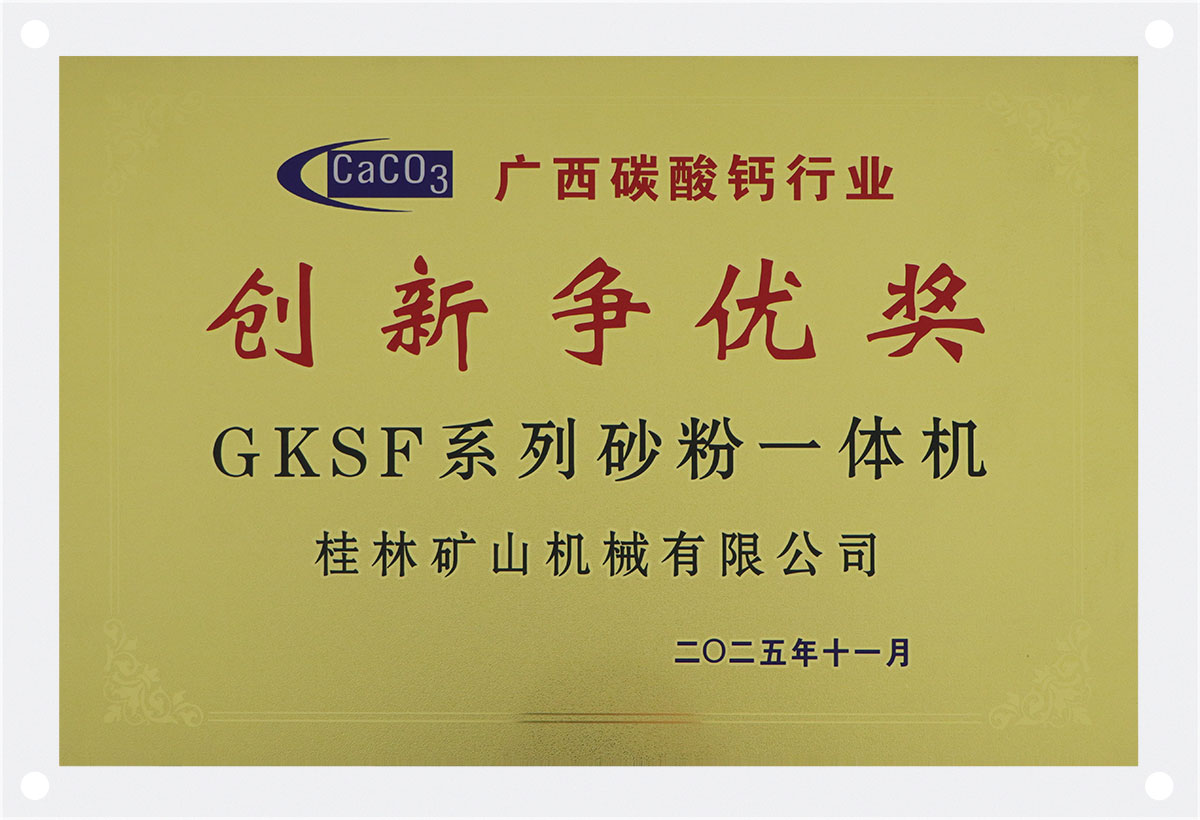 CaCO3 广西碳酸钙行业
创新争优奖
GKSF系列砂粉一体机
桂林矿山机械有限公司
二〇二五年十一月